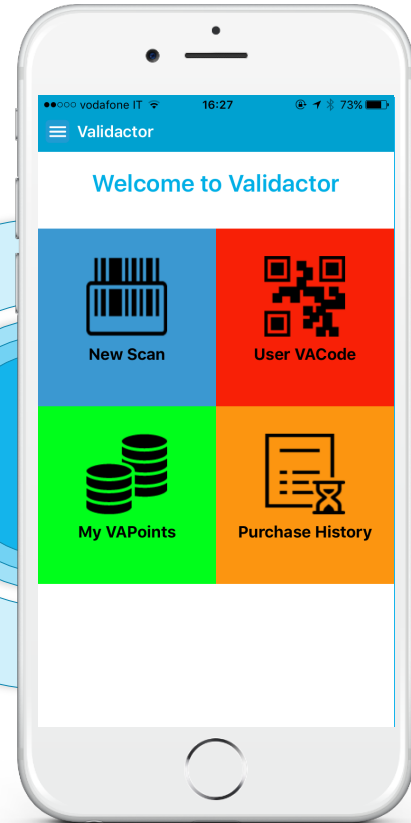 vodafone IT 16:27 73%
Validactor
Welcome to Validactor
New Scan User VACode
My VAPoints Purchase History